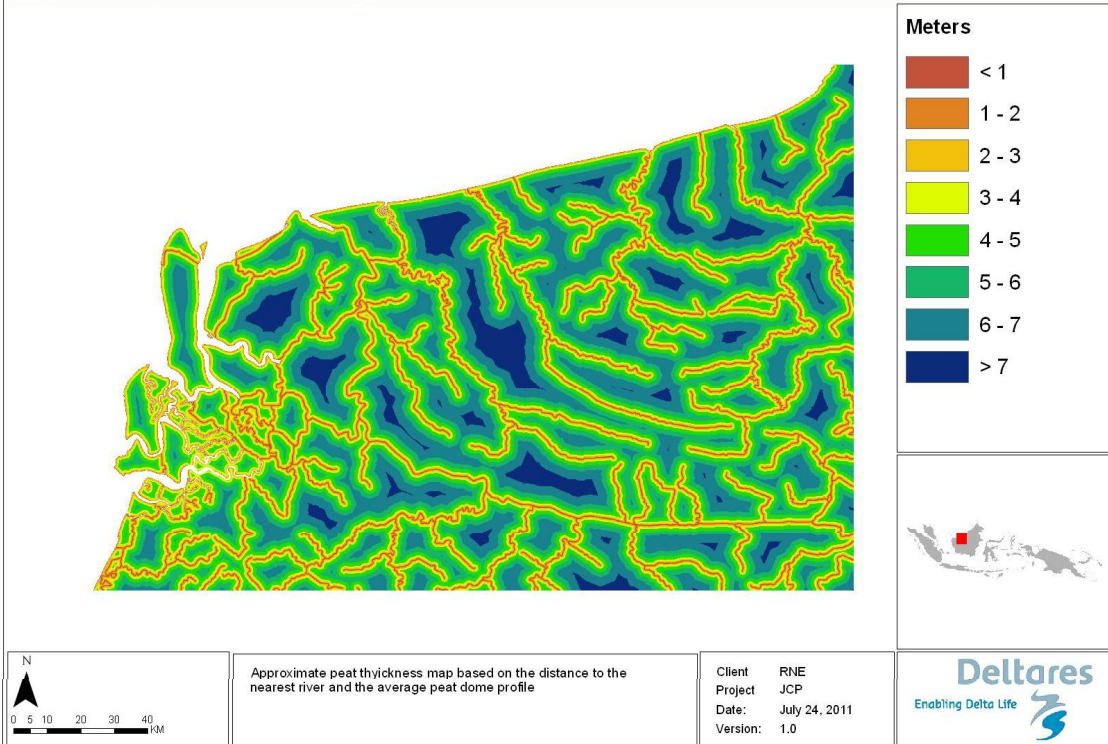 Meters
< 1
1 - 2
2 - 3
3 - 4
4 - 5
5 - 6
6 - 7
> 7
N
0 5 10 20 30 40
KM
Approximate peat thyickness map based on the distance to the
nearest river and the average peat dome profile
Client RNE
Project JCP
Date: July 24, 2011
Version: 1.0
Deltares
Enabling Delta Life